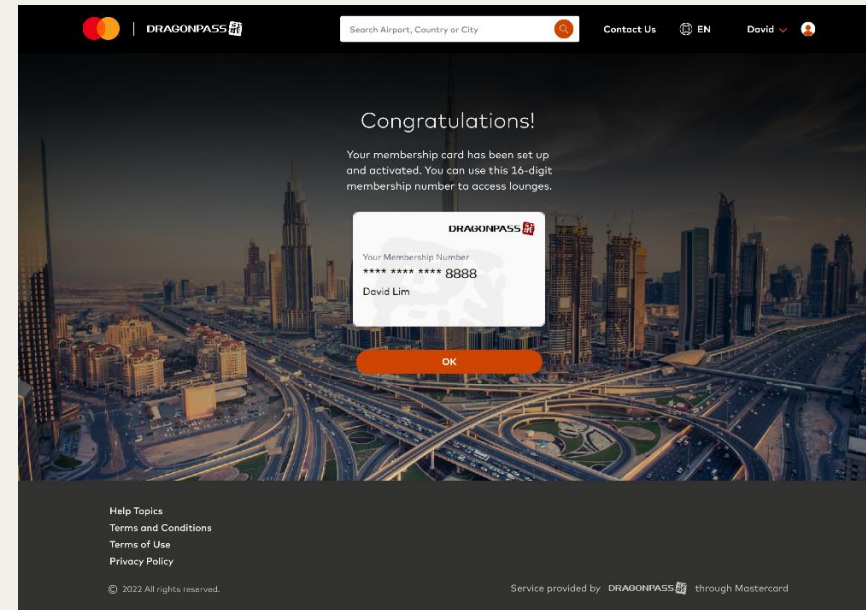 DRAGONPASS
Search Airport, Country or City
Contact Us
EN
David
Congratulations!
Your membership card has been set up
and activated. You can use this 16-digit
membership number to access lounges.
DRAGONPASS
Your Membership Number
**** **** **** 8888
David Lim
OK
Help Topics
Terms and Conditions
Terms of Use
Privacy Policy
© 2022 All rights reserved.
Service provided by DRAGONPASS through Mastercard